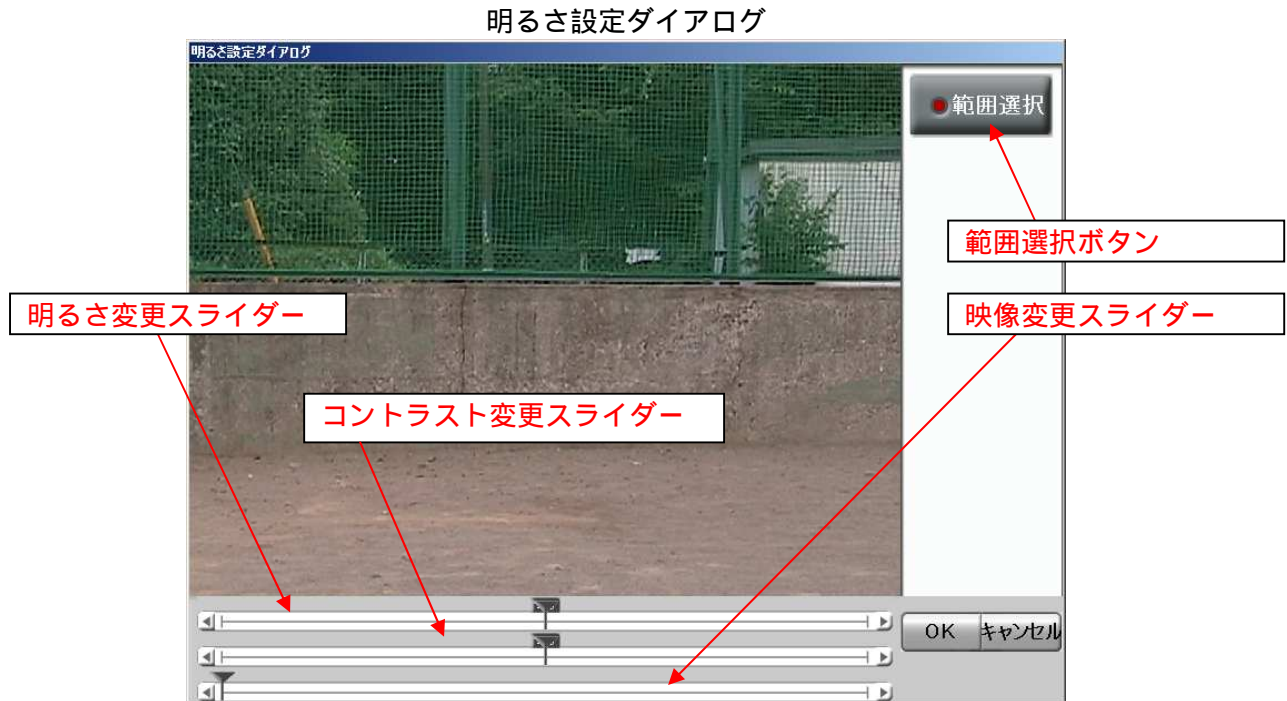 明るさ設定ダイアログ
明るさ設定ダイアログ
範囲選択
範囲選択ボタン
明るさ変更スライダー
映像変更スライダー
コントラスト変更スライダー
OK
キャンセル